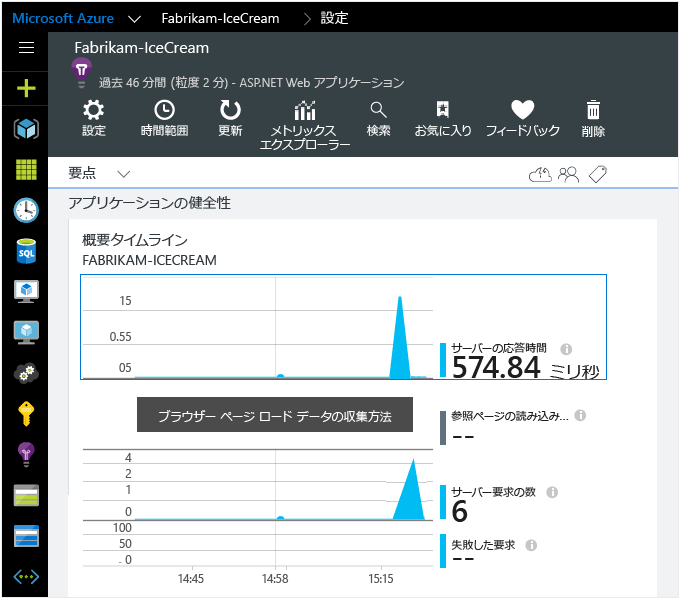 Microsoft Azure Fabrikam-IceCream 設定
Fabrikam-IceCream
過去 46 分間 (粒度 2 分) - ASP.NET Web アプリケーション
設定 時間範囲 更新 メトリックス 検索 お気に入り フィードバック 削除
エクスプローラー
要点
アプリケーションの健全性
概要タイムライン
FABRIKAM-ICECREAM
15
0.55
05
サーバーの応答時間
574.84 ミリ秒
ブラウザー ページ ロード データの収集方法
参照ページの読み込み...
--
4
2
1
0
サーバー要求の数
6
100
50
0
失敗した要求
--
14:45 14:58 15:15
SQL